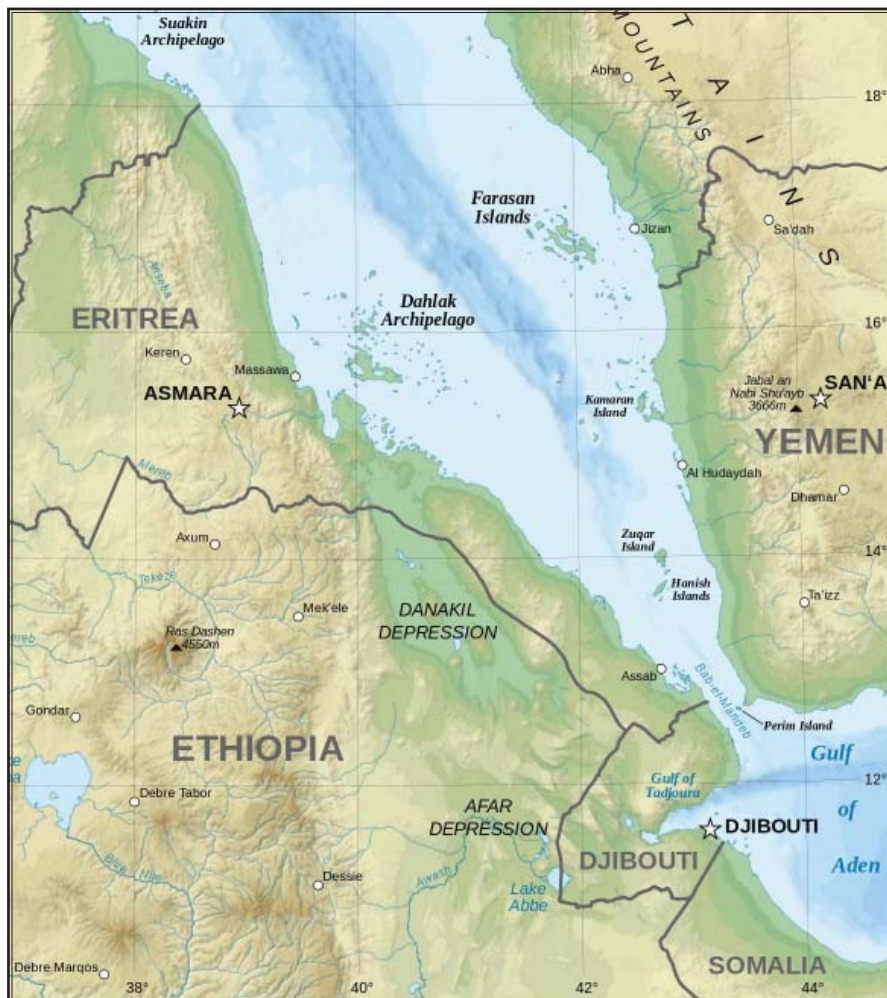 Suakin
Archipelago
MOUNTAINS
T
A
I
N
S
Abha
18°
Farasan
Islands
Jizan
Sa'dah
Anseba
Dahlak
Archipelago
16°
ERITREA
Keren
Massawa
ASMARA
Kamaran
Island
Jabal an
Nabi Shu'ayb
3666m
SAN'A
YEMEN
Al Hudaydah
Dhamar
Axum
Tekezē
Zuqar
Island
14°
Hanish
Islands
Ta'izz
Mek'ele
DANAKIL
DEPRESSION
Ras Dashen
4550m
ereb
Assab
Bab-el-Mandeb
Perim Island
Gondar
ETHIOPIA
Gulf of
Tadjoura
Gulf
of
Aden
12°
Debre Tabor
AFAR
DEPRESSION
DJIBOUTI
DJIBOUTI
Blue Nile
Dessie
Awash
Lake
Abbe
Debre Marqos
SOMALIA
38°
40°
42°
44°